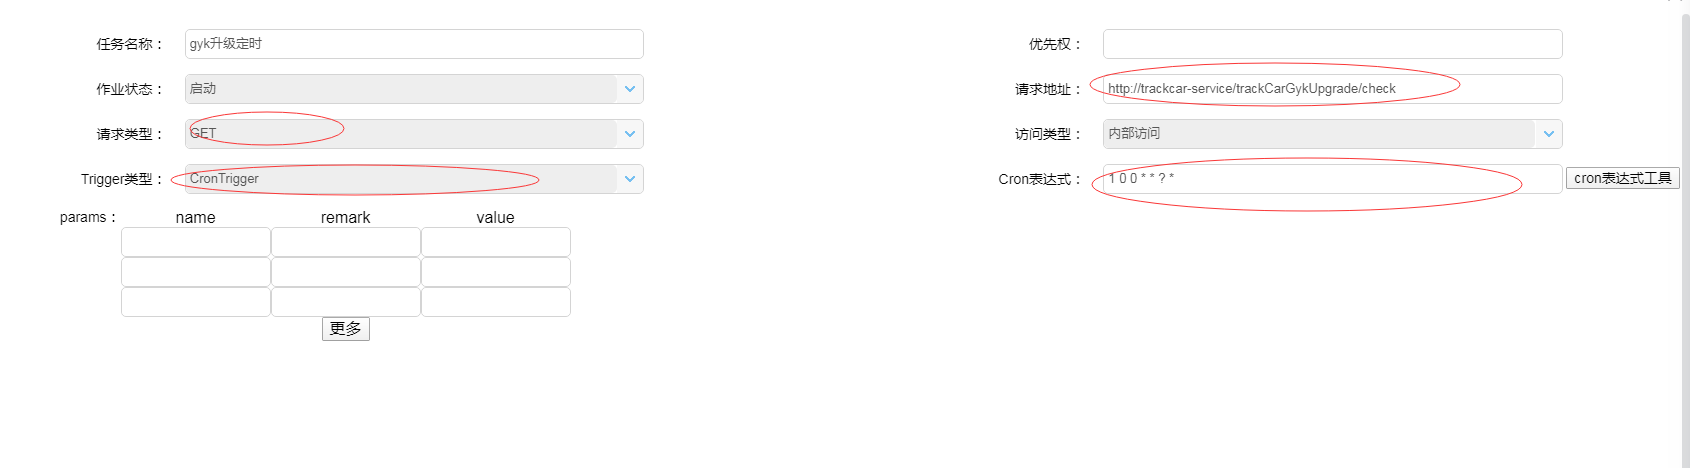 任务名称： gyk升级定时 优先权：
作业状态： 启动 请求地址： http://trackcar-service/trackCarGykUpgrade/check
请求类型： GET 访问类型： 内部访问
Trigger类型： CronTrigger Cron表达式： 1 0 0 * * ? * cron表达式工具
params： name remark value
更多